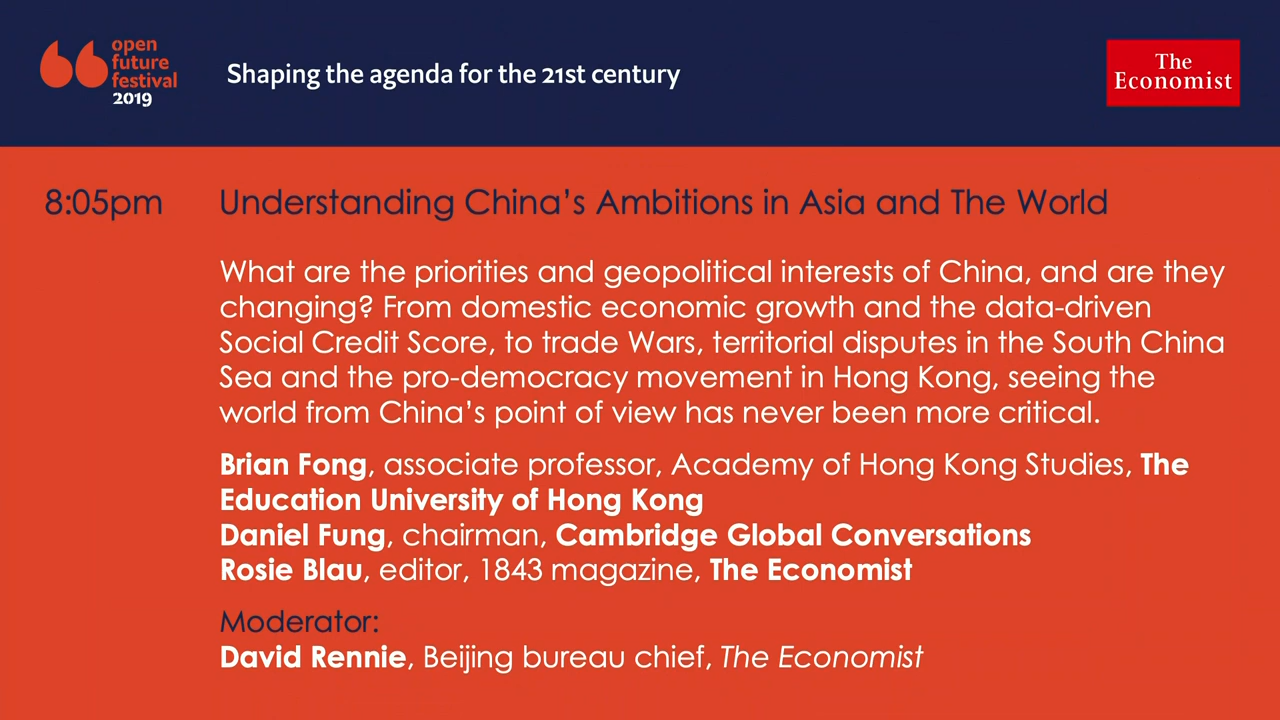 open
future
festival
2019
Shaping the agenda for the 21st century
The
Economist
8:05pm
Understanding China’s Ambitions in Asia and The World
What are the priorities and geopolitical interests of China, and are they
changing? From domestic economic growth and the data-driven
Social Credit Score, to trade Wars, territorial disputes in the South China
Sea and the pro-democracy movement in Hong Kong, seeing the
world from China’s point of view has never been more critical.
Brian Fong, associate professor, Academy of Hong Kong Studies, The
Education University of Hong Kong
Daniel Fung, chairman, Cambridge Global Conversations
Rosie Blau, editor, 1843 magazine, The Economist
Moderator:
David Rennie, Beijing bureau chief, The Economist